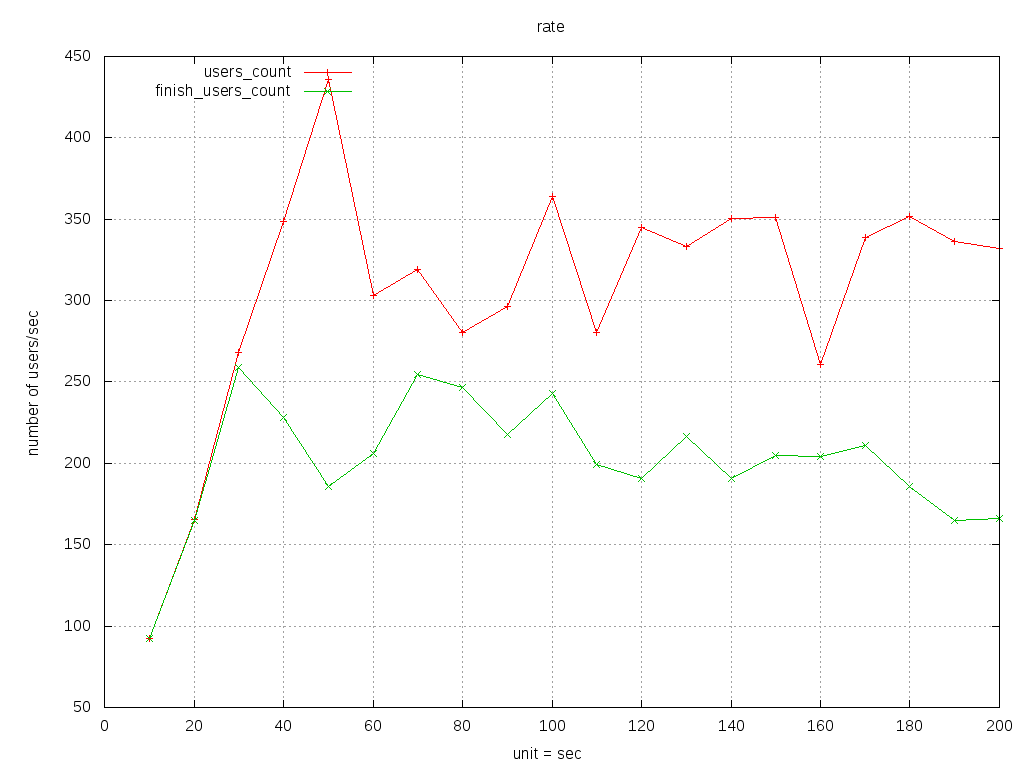 rate
users_count
finish_users_count
450
400
350
300
250
200
150
100
50
number of users/sec
0 20 40 60 80 100 120 140 160 180 200
unit = sec